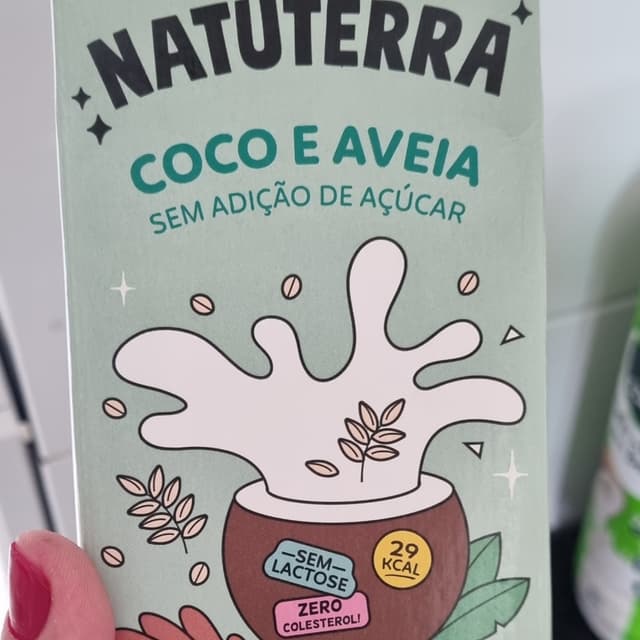 NATUTERRA
COCO E AVEIA
SEM ADIÇÃO DE AÇÚCAR
SEM
LACTOSE
29
KCAL
ZERO
COLESTEROL!